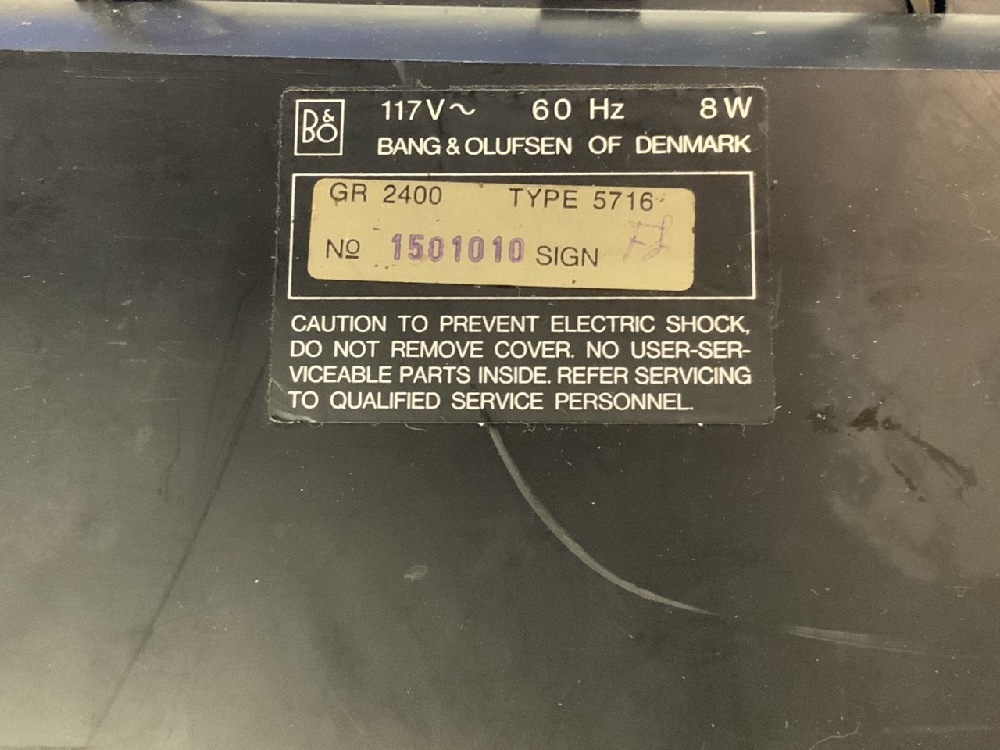 B&O
117V~ 60 Hz 8W
BANG & OLUFSEN OF DENMARK
GR 2400 TYPE 5716
Nº 1501010 SIGN
CAUTION TO PREVENT ELECTRIC SHOCK,
DO NOT REMOVE COVER. NO USER-SER-
VICEABLE PARTS INSIDE. REFER SERVICING
TO QUALIFIED SERVICE PERSONNEL.